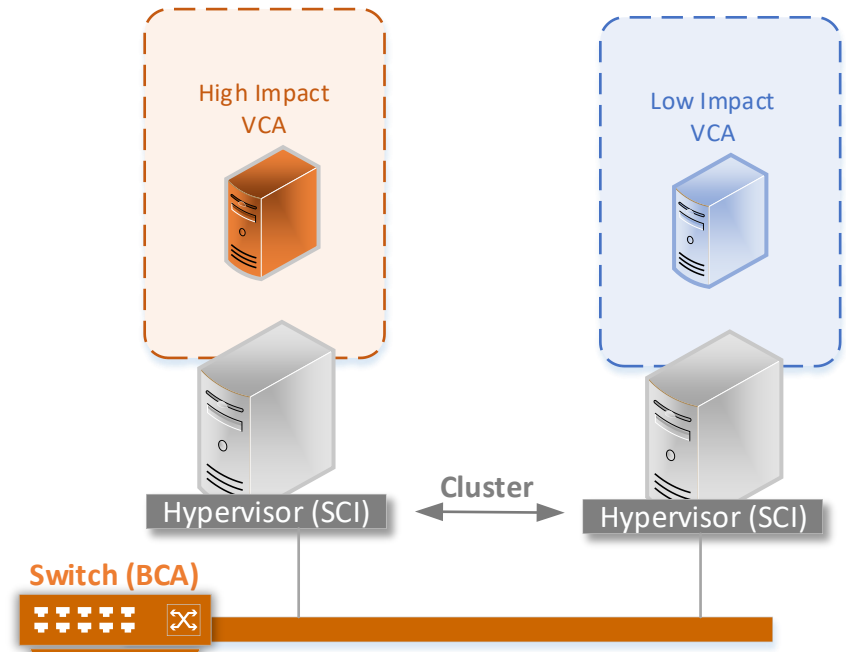 High Impact
VCA
Low Impact
VCA
Cluster
Hypervisor (SCI)
Hypervisor (SCI)
Switch (BCA)